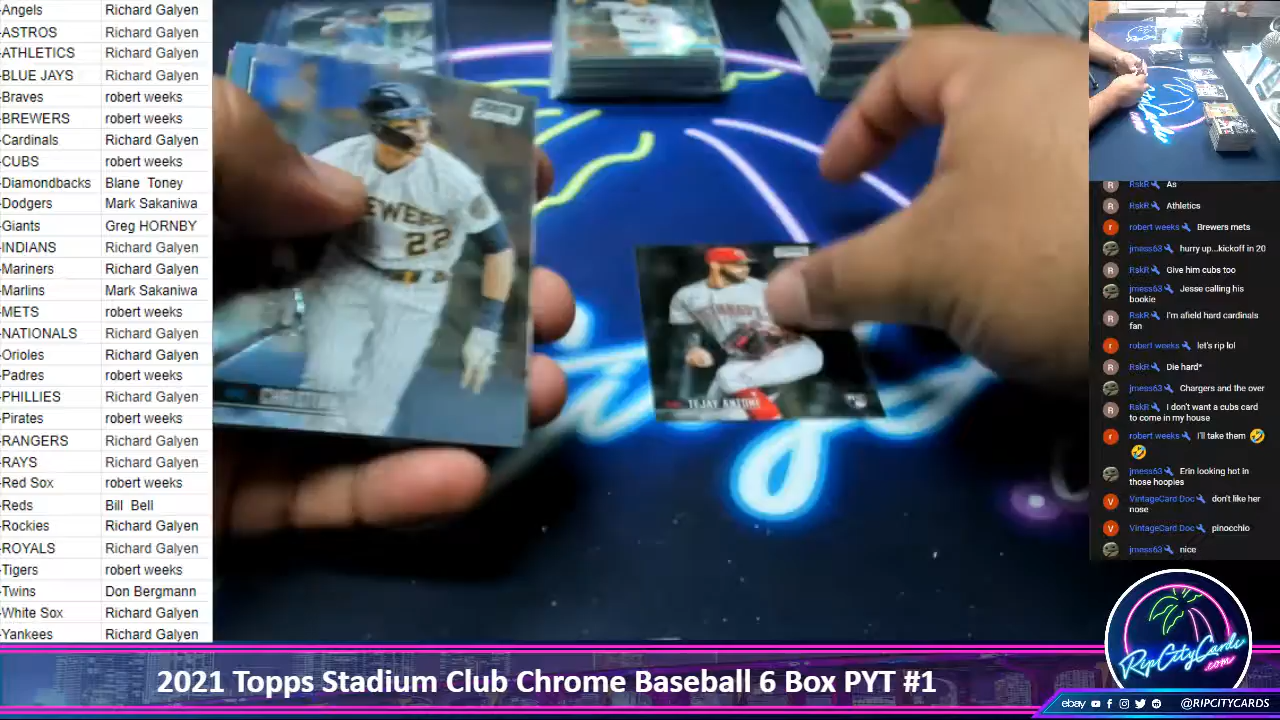 -Angels Richard Galyen
-ASTROS Richard Galyen
-ATHLETICS Richard Galyen
-BLUE JAYS Richard Galyen
-Braves robert weeks
-BREWERS robert weeks
-Cardinals Richard Galyen
-CUBS robert weeks
-Diamondbacks Blane Toney
-Dodgers Mark Sakaniwa
-Giants Greg HORNBY
-INDIANS Richard Galyen
-Mariners Richard Galyen
-Marlins Mark Sakaniwa
-METS robert weeks
-NATIONALS Richard Galyen
-Orioles Richard Galyen
-Padres robert weeks
-PHILLIES Richard Galyen
-Pirates robert weeks
-RANGERS Richard Galyen
-RAYS Richard Galyen
-Red Sox robert weeks
-Reds Bill Bell
-Rockies Richard Galyen
-ROYALS Richard Galyen
-Tigers robert weeks
-Twins Don Bergmann
-White Sox Richard Galyen
-Yankees Richard Galyen
EWERS
22
TEJAY ANTONE
R RskR As
R RskR Athletics
r robert weeks Brewers mets
jmess63 hurry up...kickoff in 20
R RskR Give him cubs too
jmess63 Jesse calling his
bookie
R RskR I'm afield hard cardinals
fan
r robert weeks let's rip lol
R RskR Die hard*
jmess63 Chargers and the over
R RskR I don't want a cubs card
to come in my house
r robert weeks I'll take them 🤣
🤣
jmess63 Erin looking hot in
those hoopies
V VintageCard Doc don't like her
nose
V VintageCard Doc pinocchio
jmess63 nice
RipCityCards
.com
2021 Topps Stadium Club Chrome Baseball 6 Box PYT #1
ebay @RIPCITYCARDS